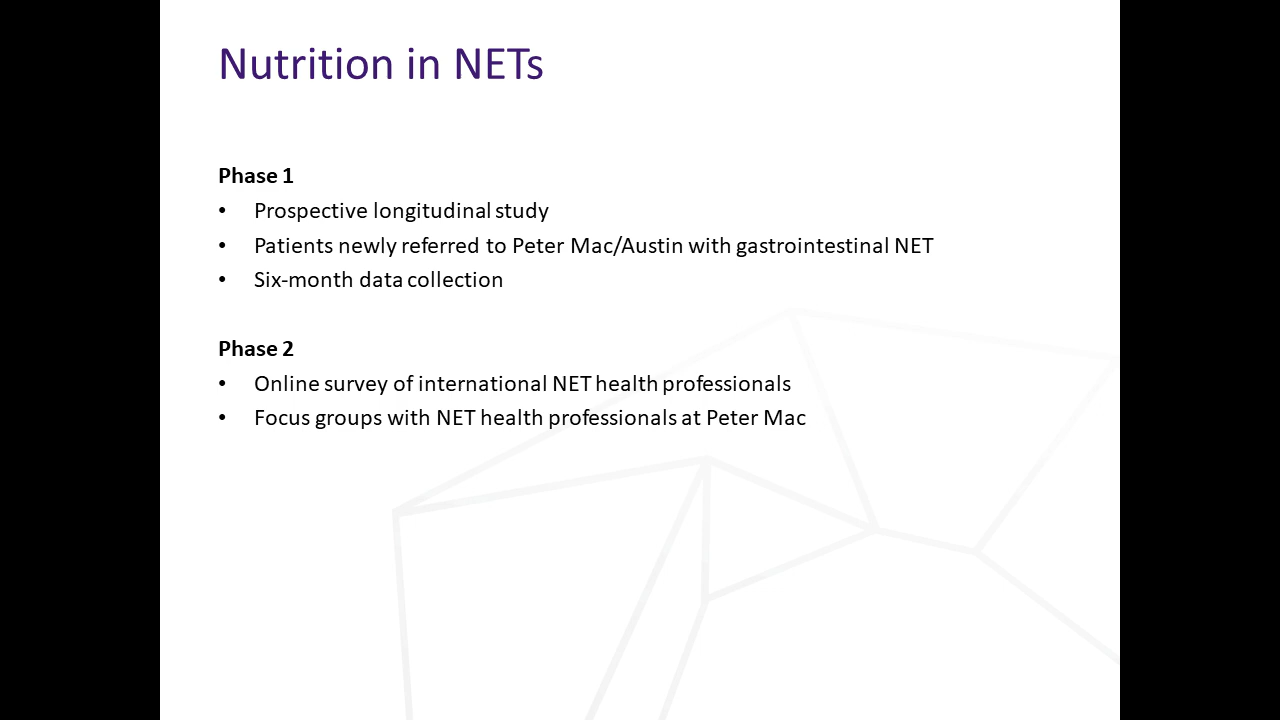 Nutrition in NETs
Phase 1
• Prospective longitudinal study
• Patients newly referred to Peter Mac/Austin with gastrointestinal NET
• Six-month data collection
Phase 2
• Online survey of international NET health professionals
• Focus groups with NET health professionals at Peter Mac